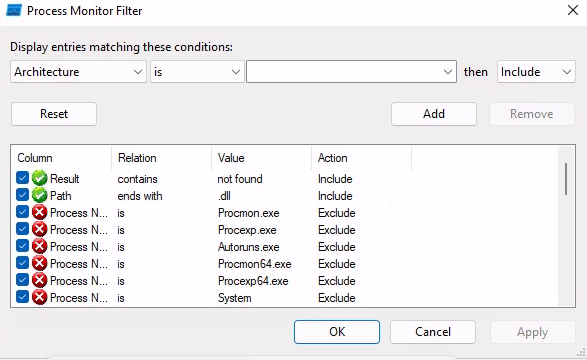 Process Monitor Filter
Display entries matching these conditions:
Architecture is then Include
Reset Add Remove
Column Relation Value Action
Result contains not found Include
Path ends with .dll Include
Process N... is Procmon.exe Exclude
Process N... is Procexp.exe Exclude
Process N... is Autoruns.exe Exclude
Process N... is Procmon64.exe Exclude
Process N... is Procexp64.exe Exclude
Process N... is System Exclude
OK Cancel Apply